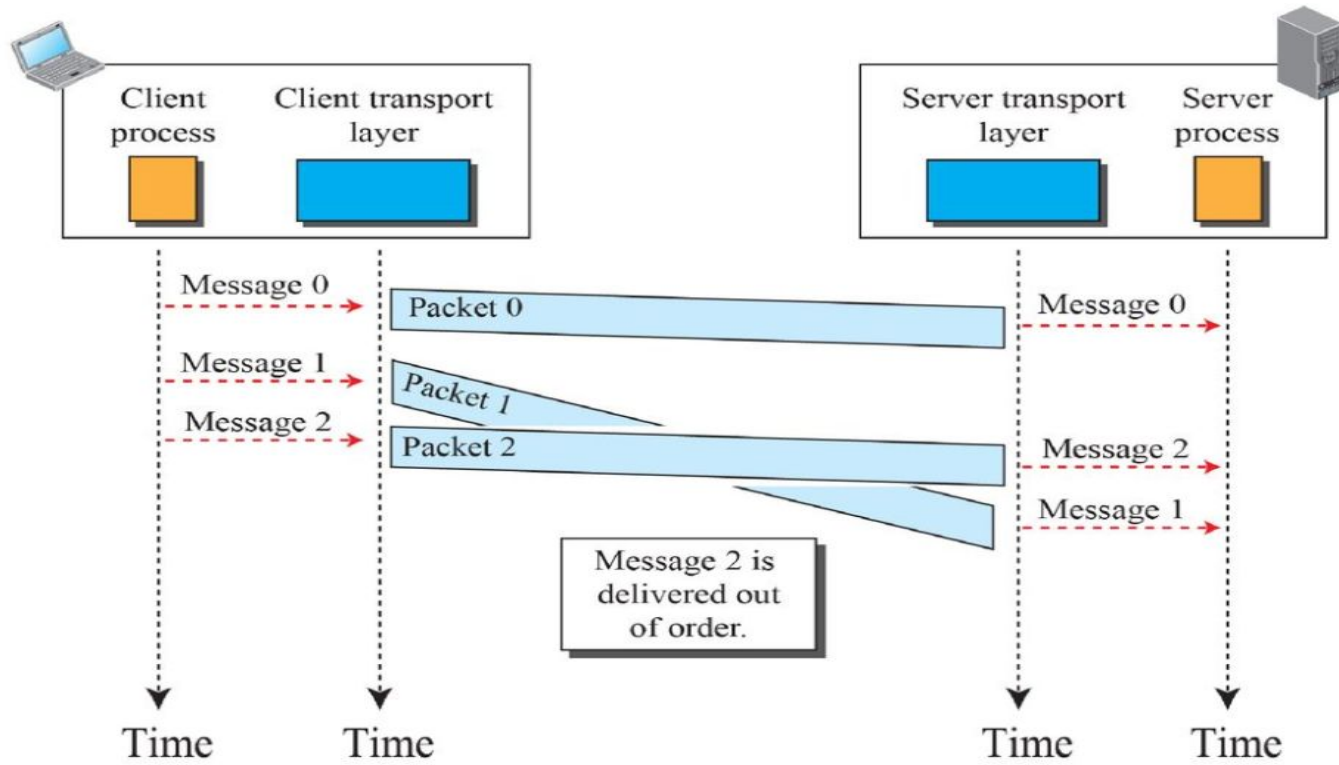 Client
process
Client transport
layer
Server transport
layer
Server
process
Message 0
Packet 0
Message 0
Message 1
Packet 1
Message 2
Packet 2
Message 2
Message 1
Message 2 is
delivered out
of order.
Time
Time
Time
Time